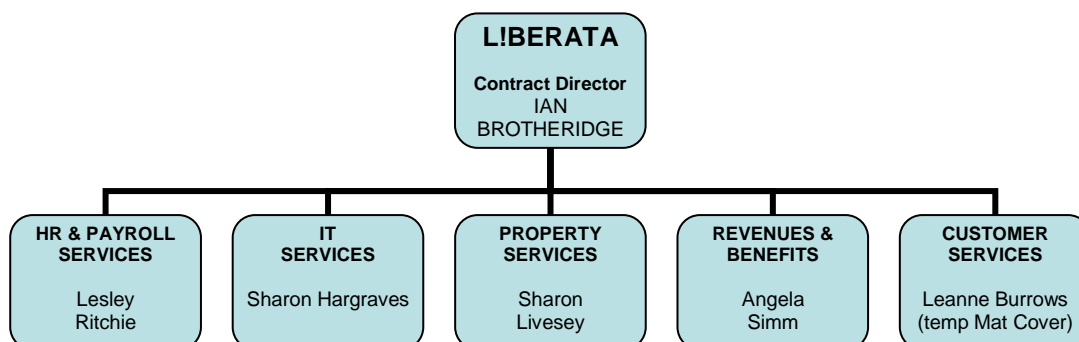 L!BERATA
Contract Director
IAN
BROTHERIDGE
HR & PAYROLL
SERVICES
Lesley
Ritchie
IT
SERVICES
Sharon Hargraves
PROPERTY
SERVICES
Sharon
Livesey
REVENUES &
BENEFITS
Angela
Simm
CUSTOMER
SERVICES
Leanne Burrows
(temp Mat Cover)